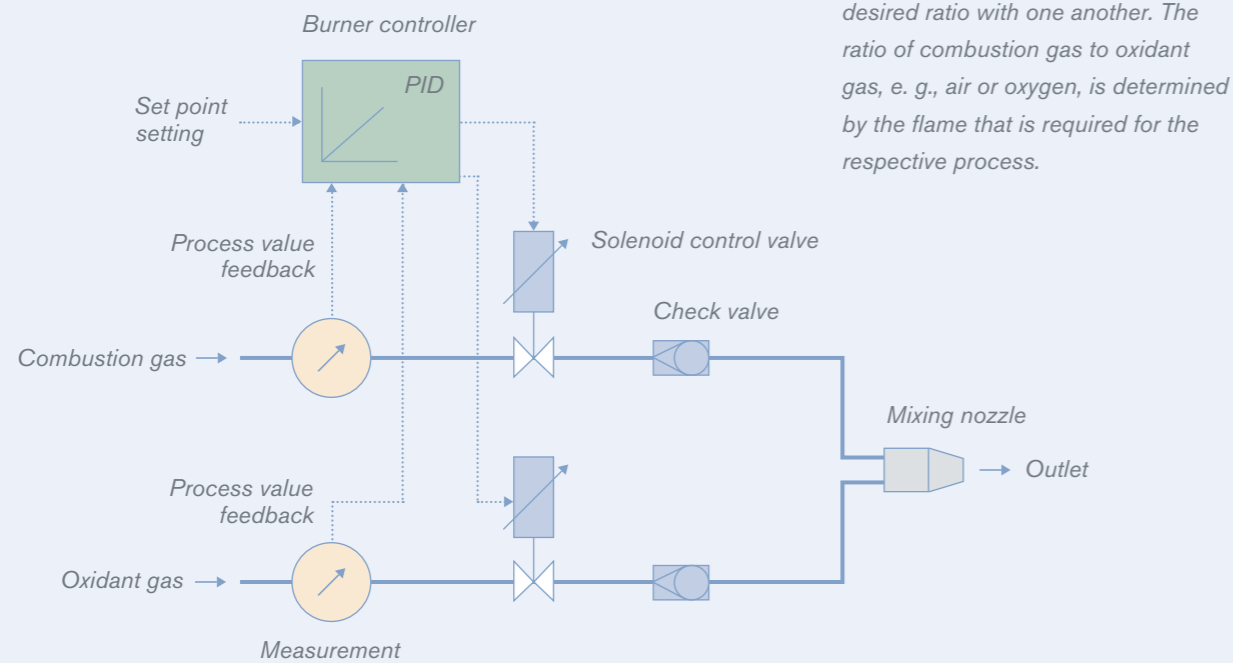 desired ratio with one another. The
ratio of combustion gas to oxidant
gas, e. g., air or oxygen, is determined
by the flame that is required for the
respective process.
Burner controller
PID
Set point
setting
Process value
feedback
Solenoid control valve
Check valve
Combustion gas
Mixing nozzle
Outlet
Process value
feedback
Oxidant gas
Measurement